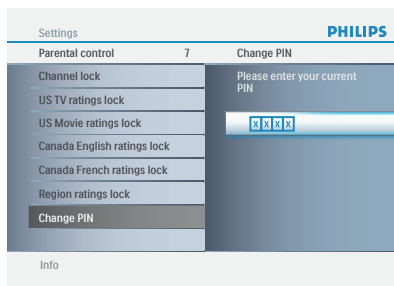 Settings
PHILIPS
Parental control 7
Change PIN
Channel lock
US TV ratings lock
US Movie ratings lock
Canada English ratings lock
Canada French ratings lock
Region ratings lock
Change PIN
Please enter your current
PIN
X X X X
Info